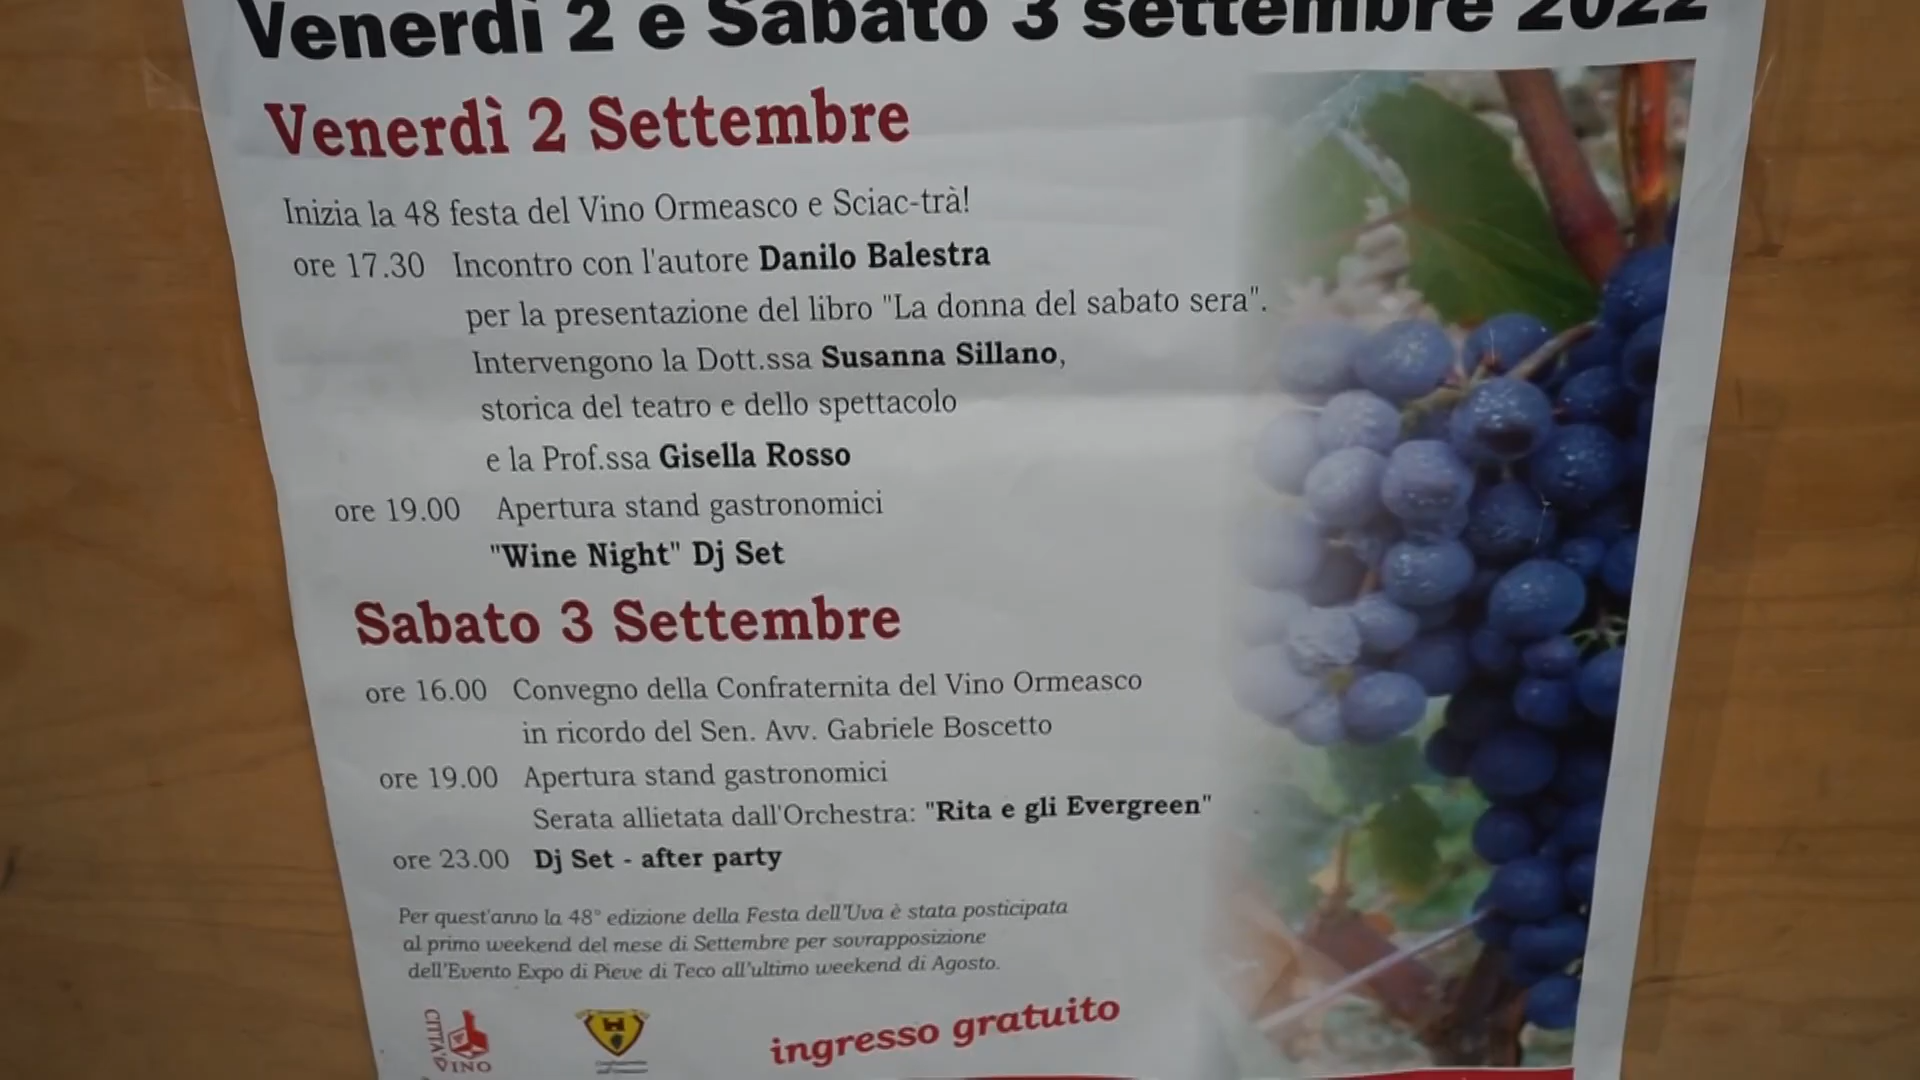 Venerdì 2 e Sabato 3 settembre 2022
Venerdì 2 Settembre
Inizia la 48 festa del Vino Ormeasco e Sciac-trà!
ore 17.30 Incontro con l'autore Danilo Balestra
per la presentazione del libro "La donna del sabato sera".
Intervengono la Dott.ssa Susanna Sillano,
storica del teatro e dello spettacolo
e la Prof.ssa Gisella Rosso
ore 19.00 Apertura stand gastronomici
"Wine Night" Dj Set
Sabato 3 Settembre
ore 16.00 Convegno della Confraternita del Vino Ormeasco
in ricordo del Sen. Avv. Gabriele Boscetto
ore 19.00 Apertura stand gastronomici
Serata allietata dall'Orchestra: "Rita e gli Evergreen"
ore 23.00 Dj Set - after party
Per quest'anno la 48° edizione della Festa dell'Uva è stata posticipata
al primo weekend del mese di Settembre per sovrapposizione
dell'Evento Expo di Pieve di Teco all'ultimo weekend di Agosto.
CITTA'D
VINO
ingresso gratuito